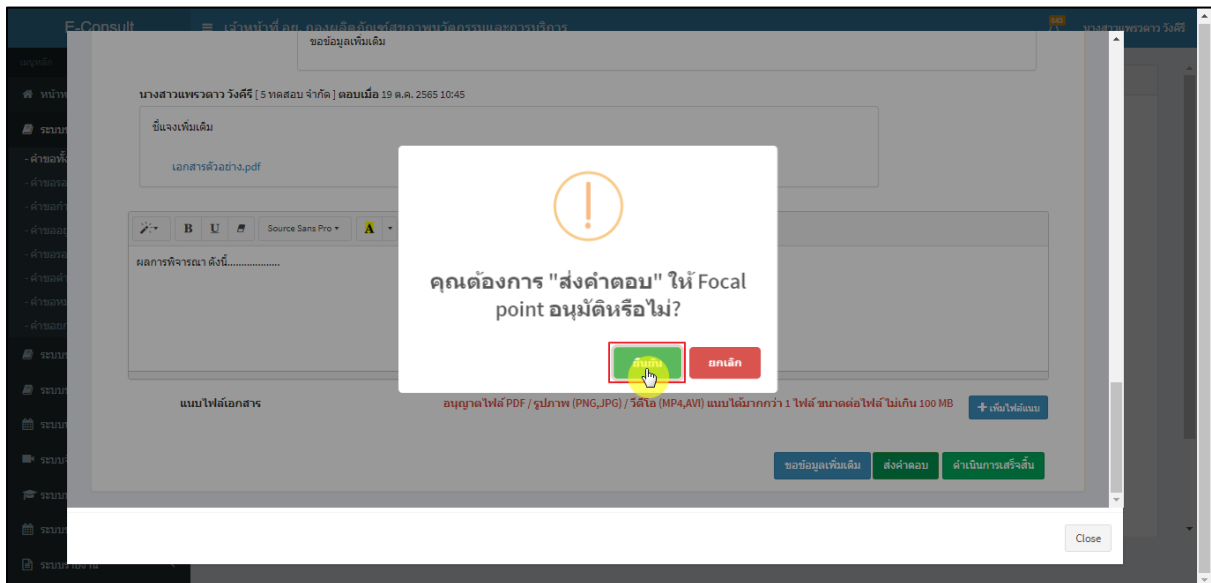 E-Consult
เจ้าหน้าที่ อย. กองผลิตภัณฑ์สุขภาพนวัตกรรมและการบริการ
นางสาวแพรวดาว วังคีรี
ขอข้อมูลเพิ่มเติม
เมนูหลัก
นางสาวแพรวดาว วังคีรี [ 5 ทดสอบ จำกัด ] ตอบเมื่อ 19 ต.ค. 2565 10:45
ชี้แจงเพิ่มเติม
เอกสารตัวอย่าง.pdf
B U Source Sans Pro A
ผลการพิจารณา ดังนี้...................
คุณต้องการ "ส่งคำตอบ" ให้ Focal
point อนุมัติหรือไม่?
ยืนยัน ยกเลิก
แนบไฟล์เอกสาร
อนุญาตไฟล์ PDF / รูปภาพ (PNG,JPG) / วีดีโอ (MP4,AVI) แนบได้มากกว่า 1 ไฟล์ ขนาดต่อไฟล์ ไม่เกิน 100 MB
เพิ่มไฟล์แนบ
ขอข้อมูลเพิ่มเติม ส่งคำตอบ ดำเนินการเสร็จสิ้น
Close